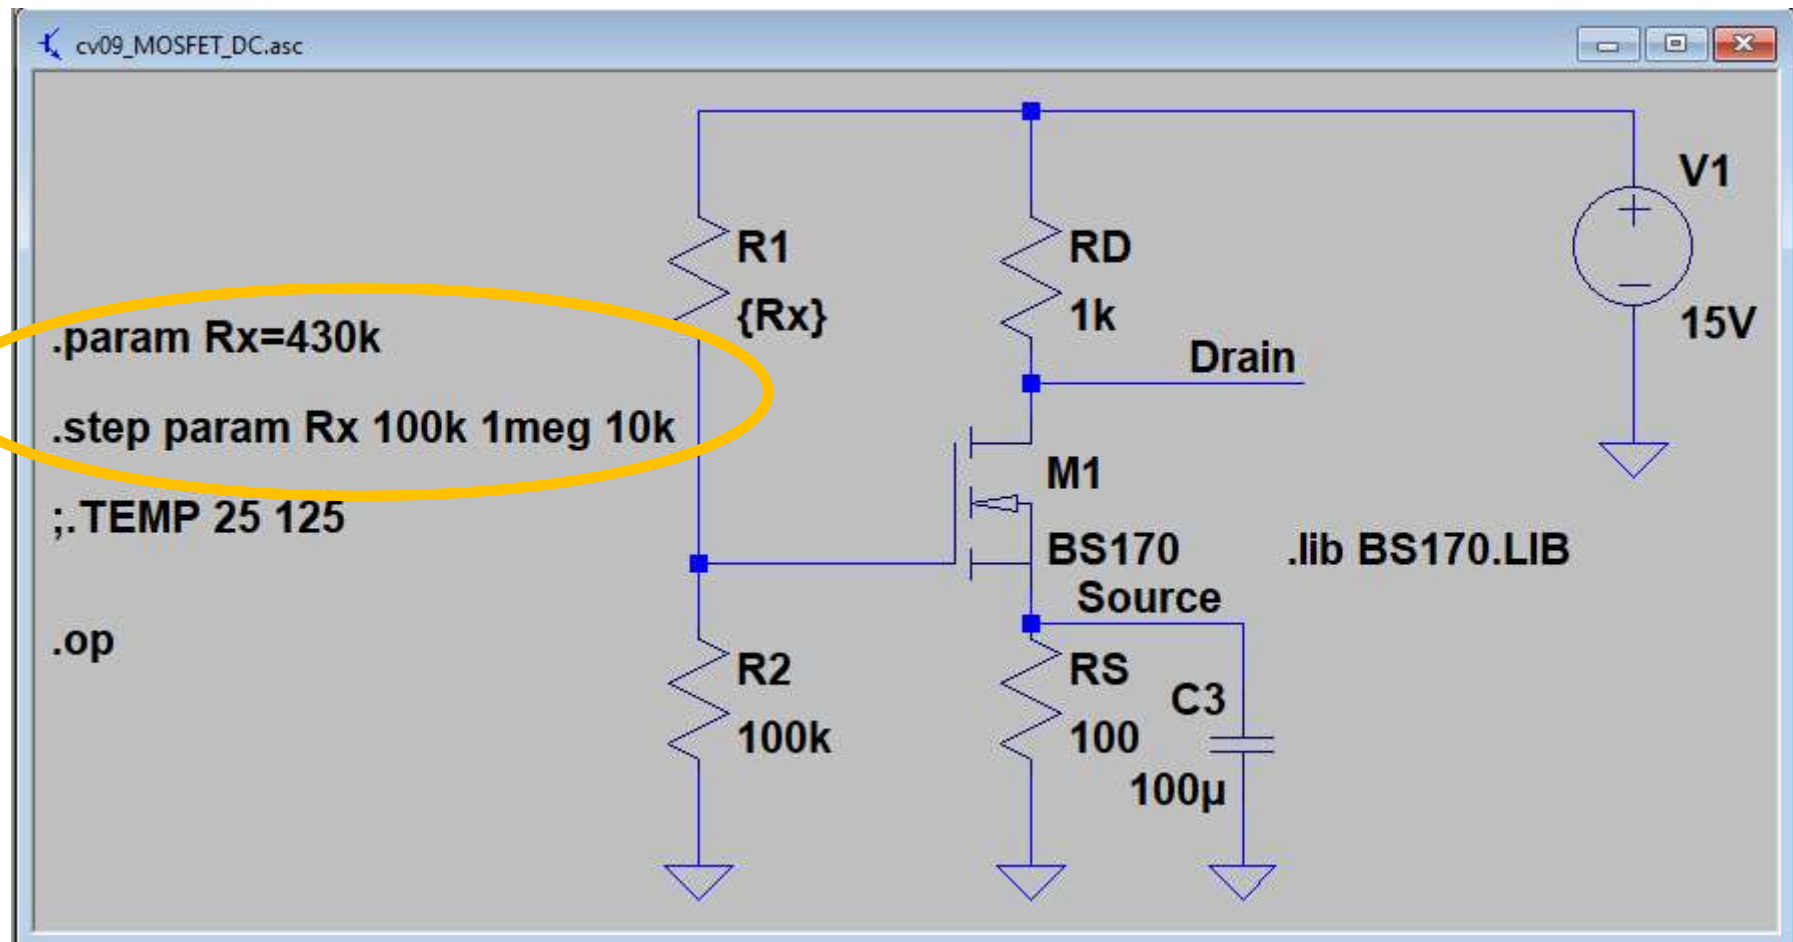 cv09_MOSFET_DC.asc
V1
15V
R1
{Rx}
RD
1k
Drain
.param Rx=430k
.step param Rx 100k 1meg 10k
;.TEMP 25 125
.op
M1
BS170
.lib BS170.LIB
Source
R2
100k
RS
100
C3
100µ